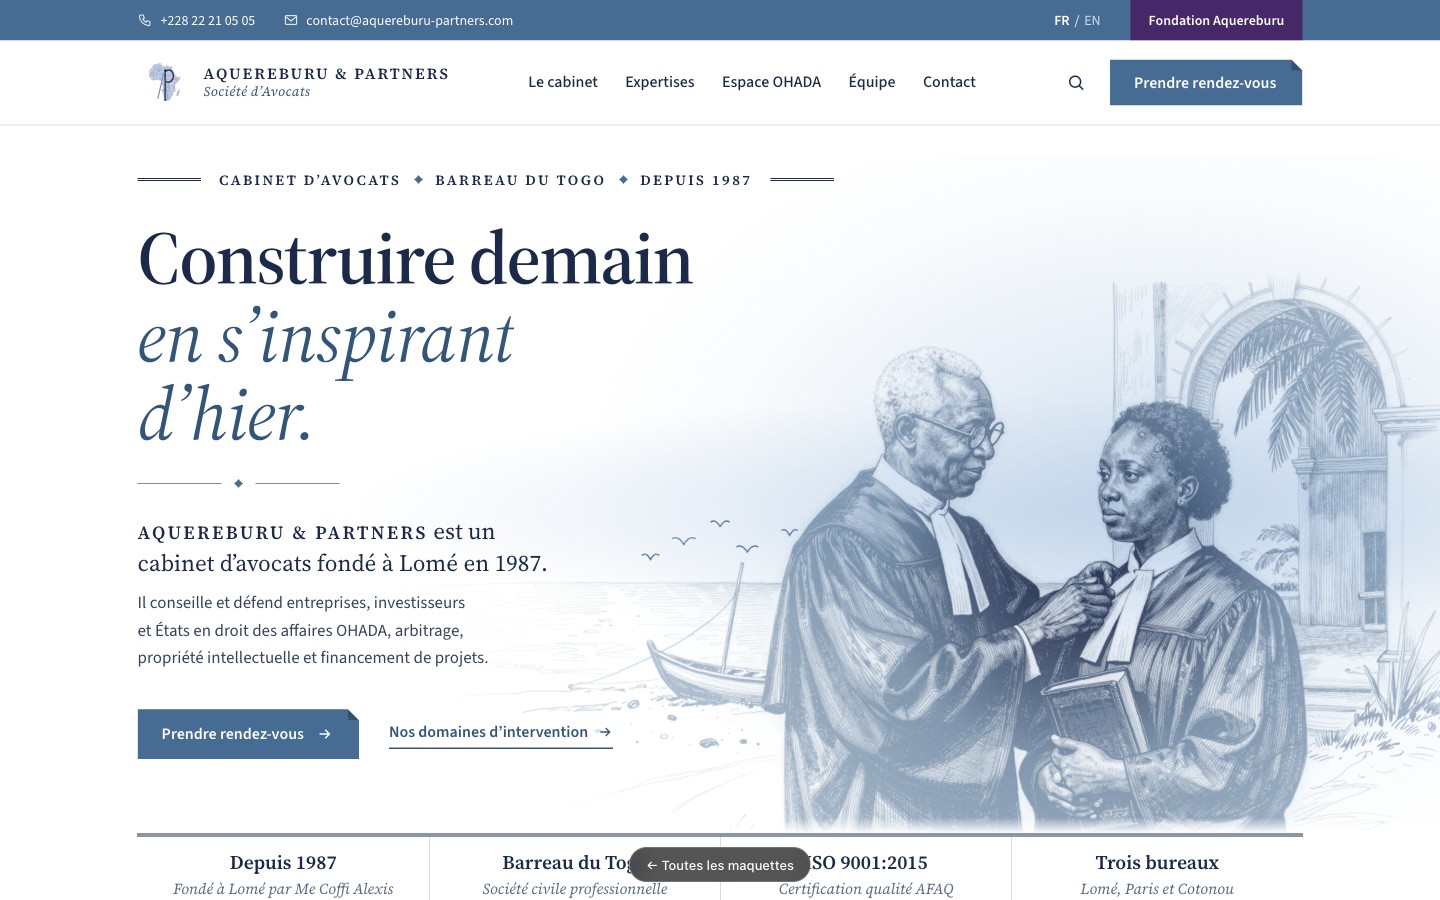 +228 22 21 05 05
contact@aquereburu-partners.com
FR / EN
Fondation Aquereburu
AQUEREBURU & PARTNERS
Société d’Avocats
Le cabinet
Expertises
Espace OHADA
Équipe
Contact
Prendre rendez-vous
CABINET D’AVOCATS ◆ BARREAU DU TOGO ◆ DEPUIS 1987
Construire demain
en s’inspirant
d’hier.
AQUEREBURU & PARTNERS est un
cabinet d’avocats fondé à Lomé en 1987.
Il conseille et défend entreprises, investisseurs
et États en droit des affaires OHADA, arbitrage,
propriété intellectuelle et financement de projets.
Prendre rendez-vous →
Nos domaines d’intervention →
Depuis 1987
Fondé à Lomé par Me Coffi Alexis
Barreau du
Société civile professionnelle
← Toutes les maquettes
ISO 9001:2015
Certification qualité AFAQ
Trois bureaux
Lomé, Paris et Cotonou